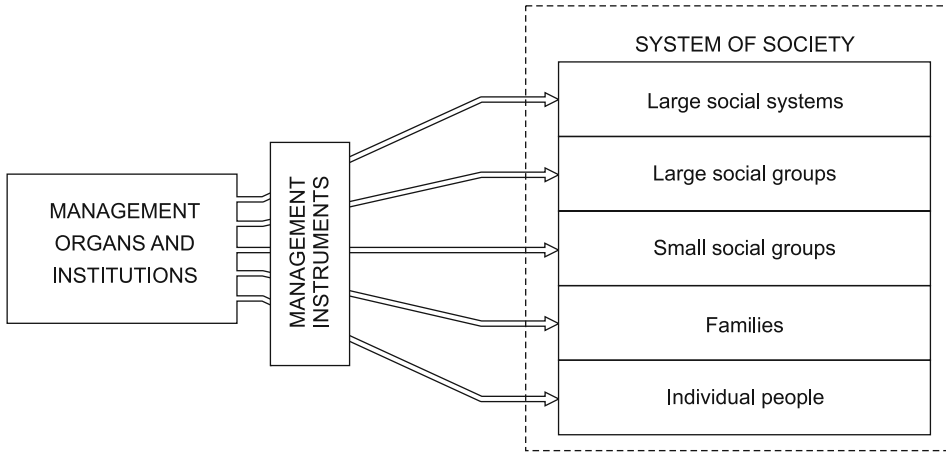 SYSTEM OF SOCIETY
Large social systems
Large social groups
Small social groups
Families
Individual people
MANAGEMENT
ORGANS AND
INSTITUTIONS
MANAGEMENT
INSTRUMENTS